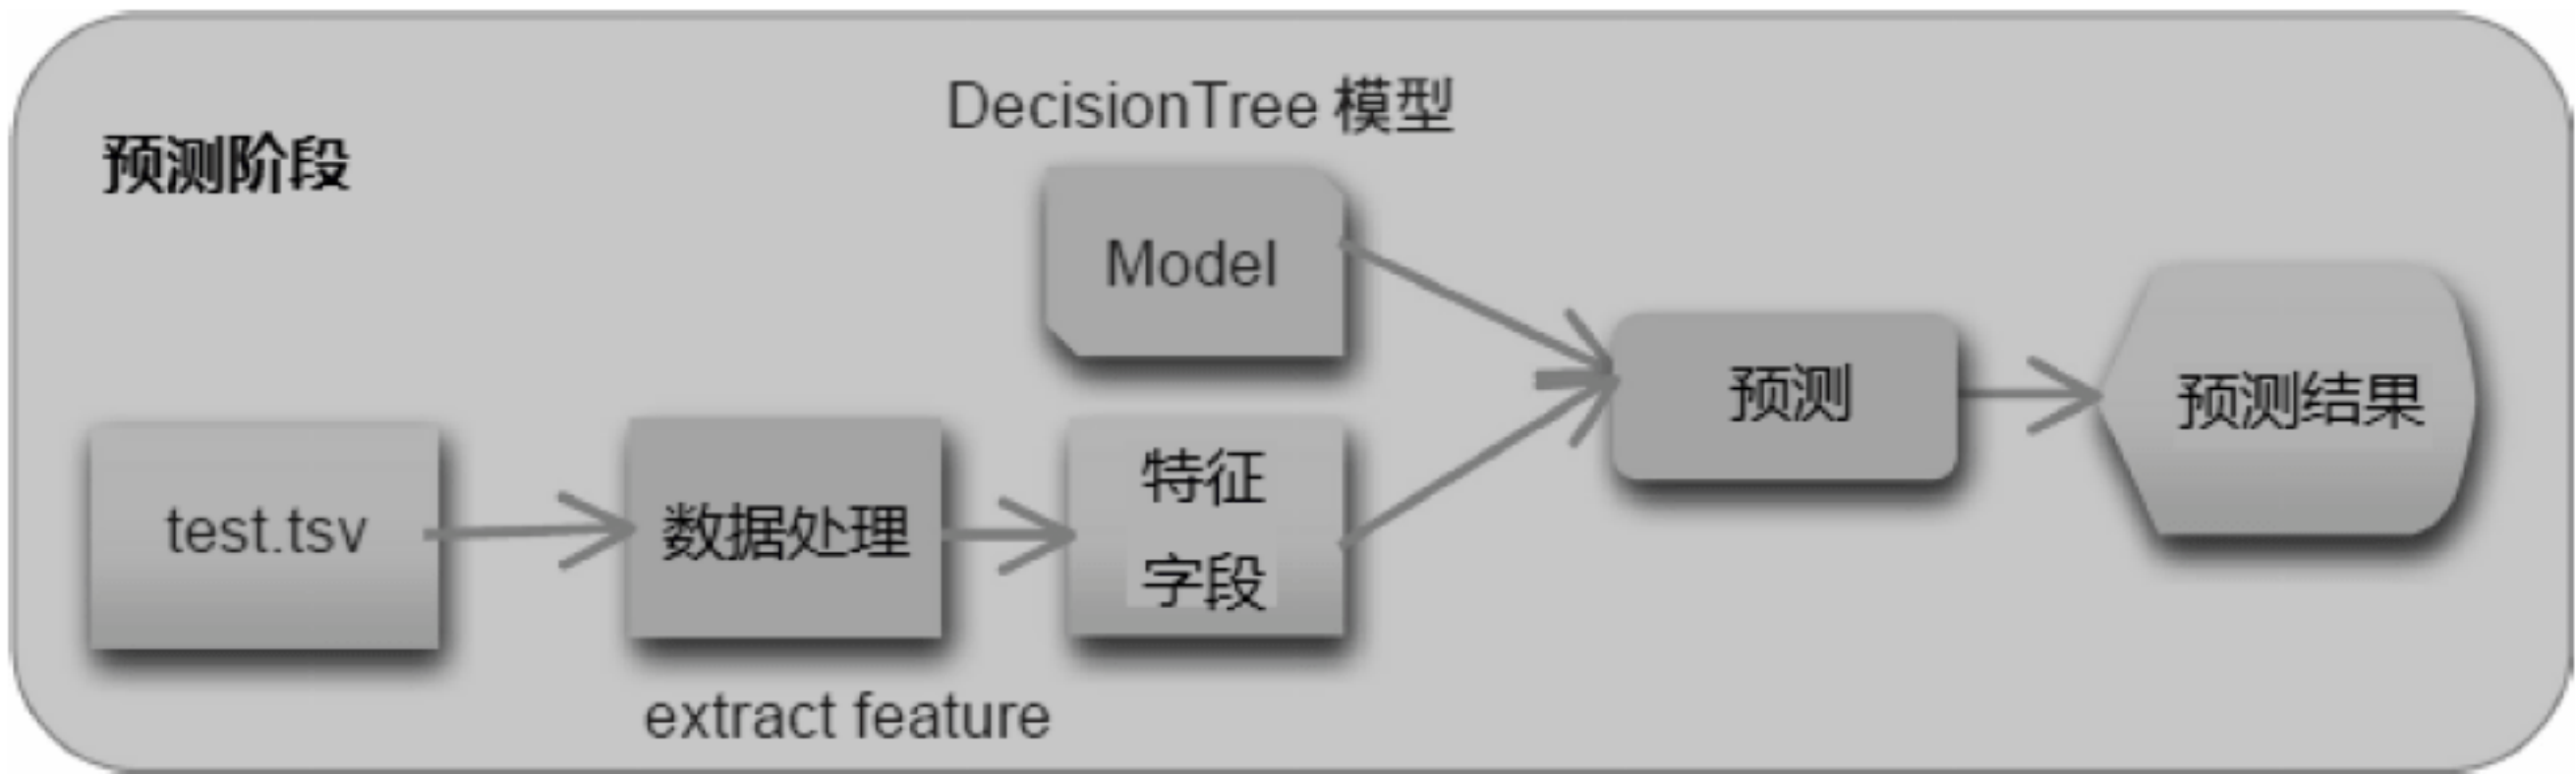 DecisionTree 模型
预测阶段
Model
预测
预测结果
test.tsv
数据处理
特征
字段
extract feature